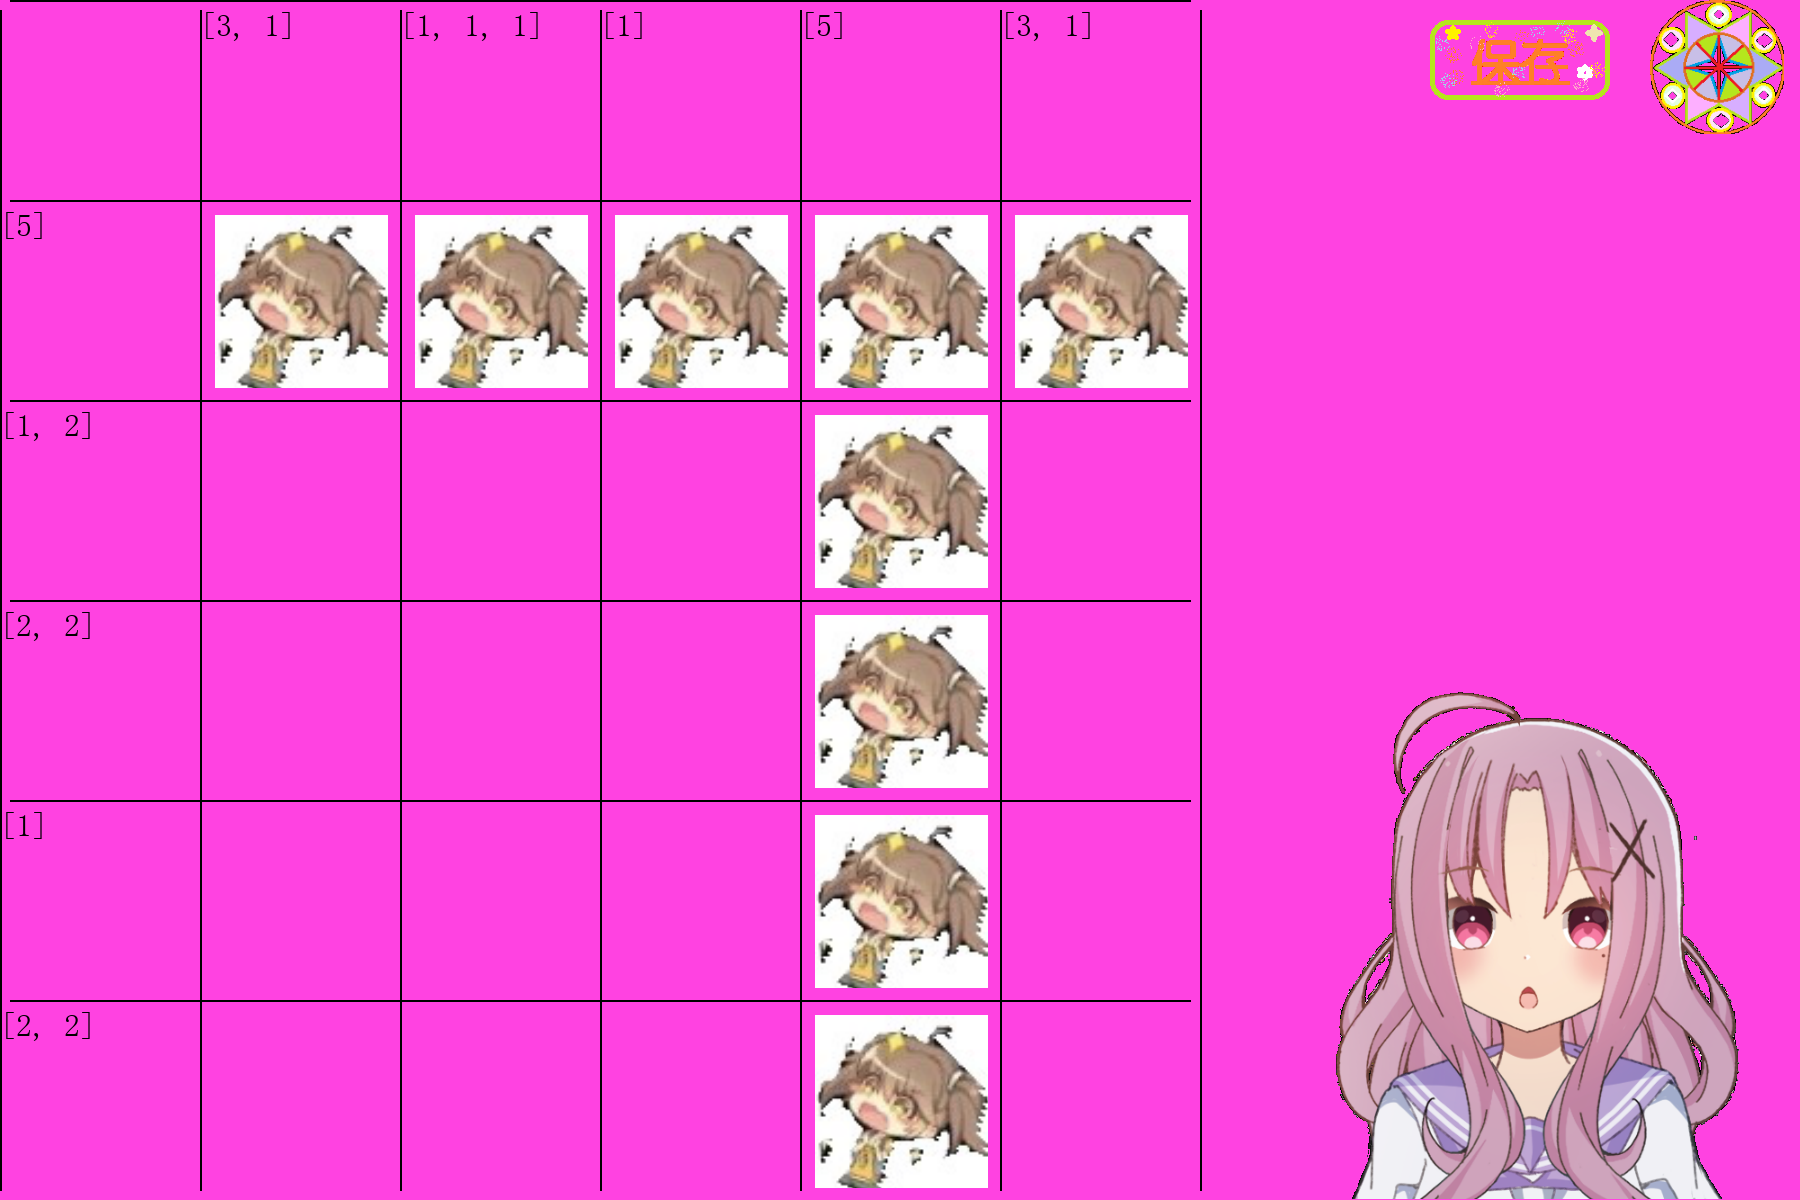 [3, 1] [1, 1, 1] [1] [5] [3, 1]
保存
[5]
[1, 2]
[2, 2]
[1]
[2, 2]